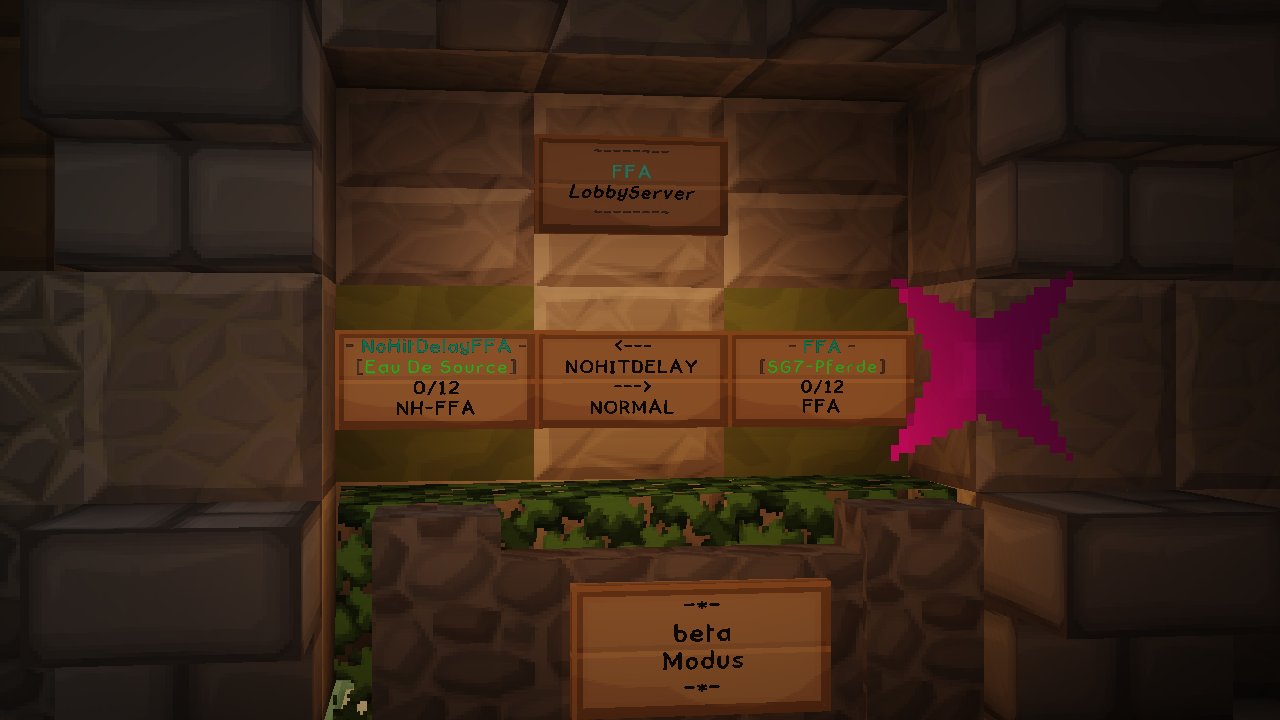 ~-------~
FFA
LobbyServer
~-------~
- NoHitDelayFFA -
[Eau De Source]
0/12
NH-FFA
<---
NOHITDELAY
--->
NORMAL
- FFA -
[SG7-Pferde]
0/12
FFA
-*-
beta
Modus
-*-